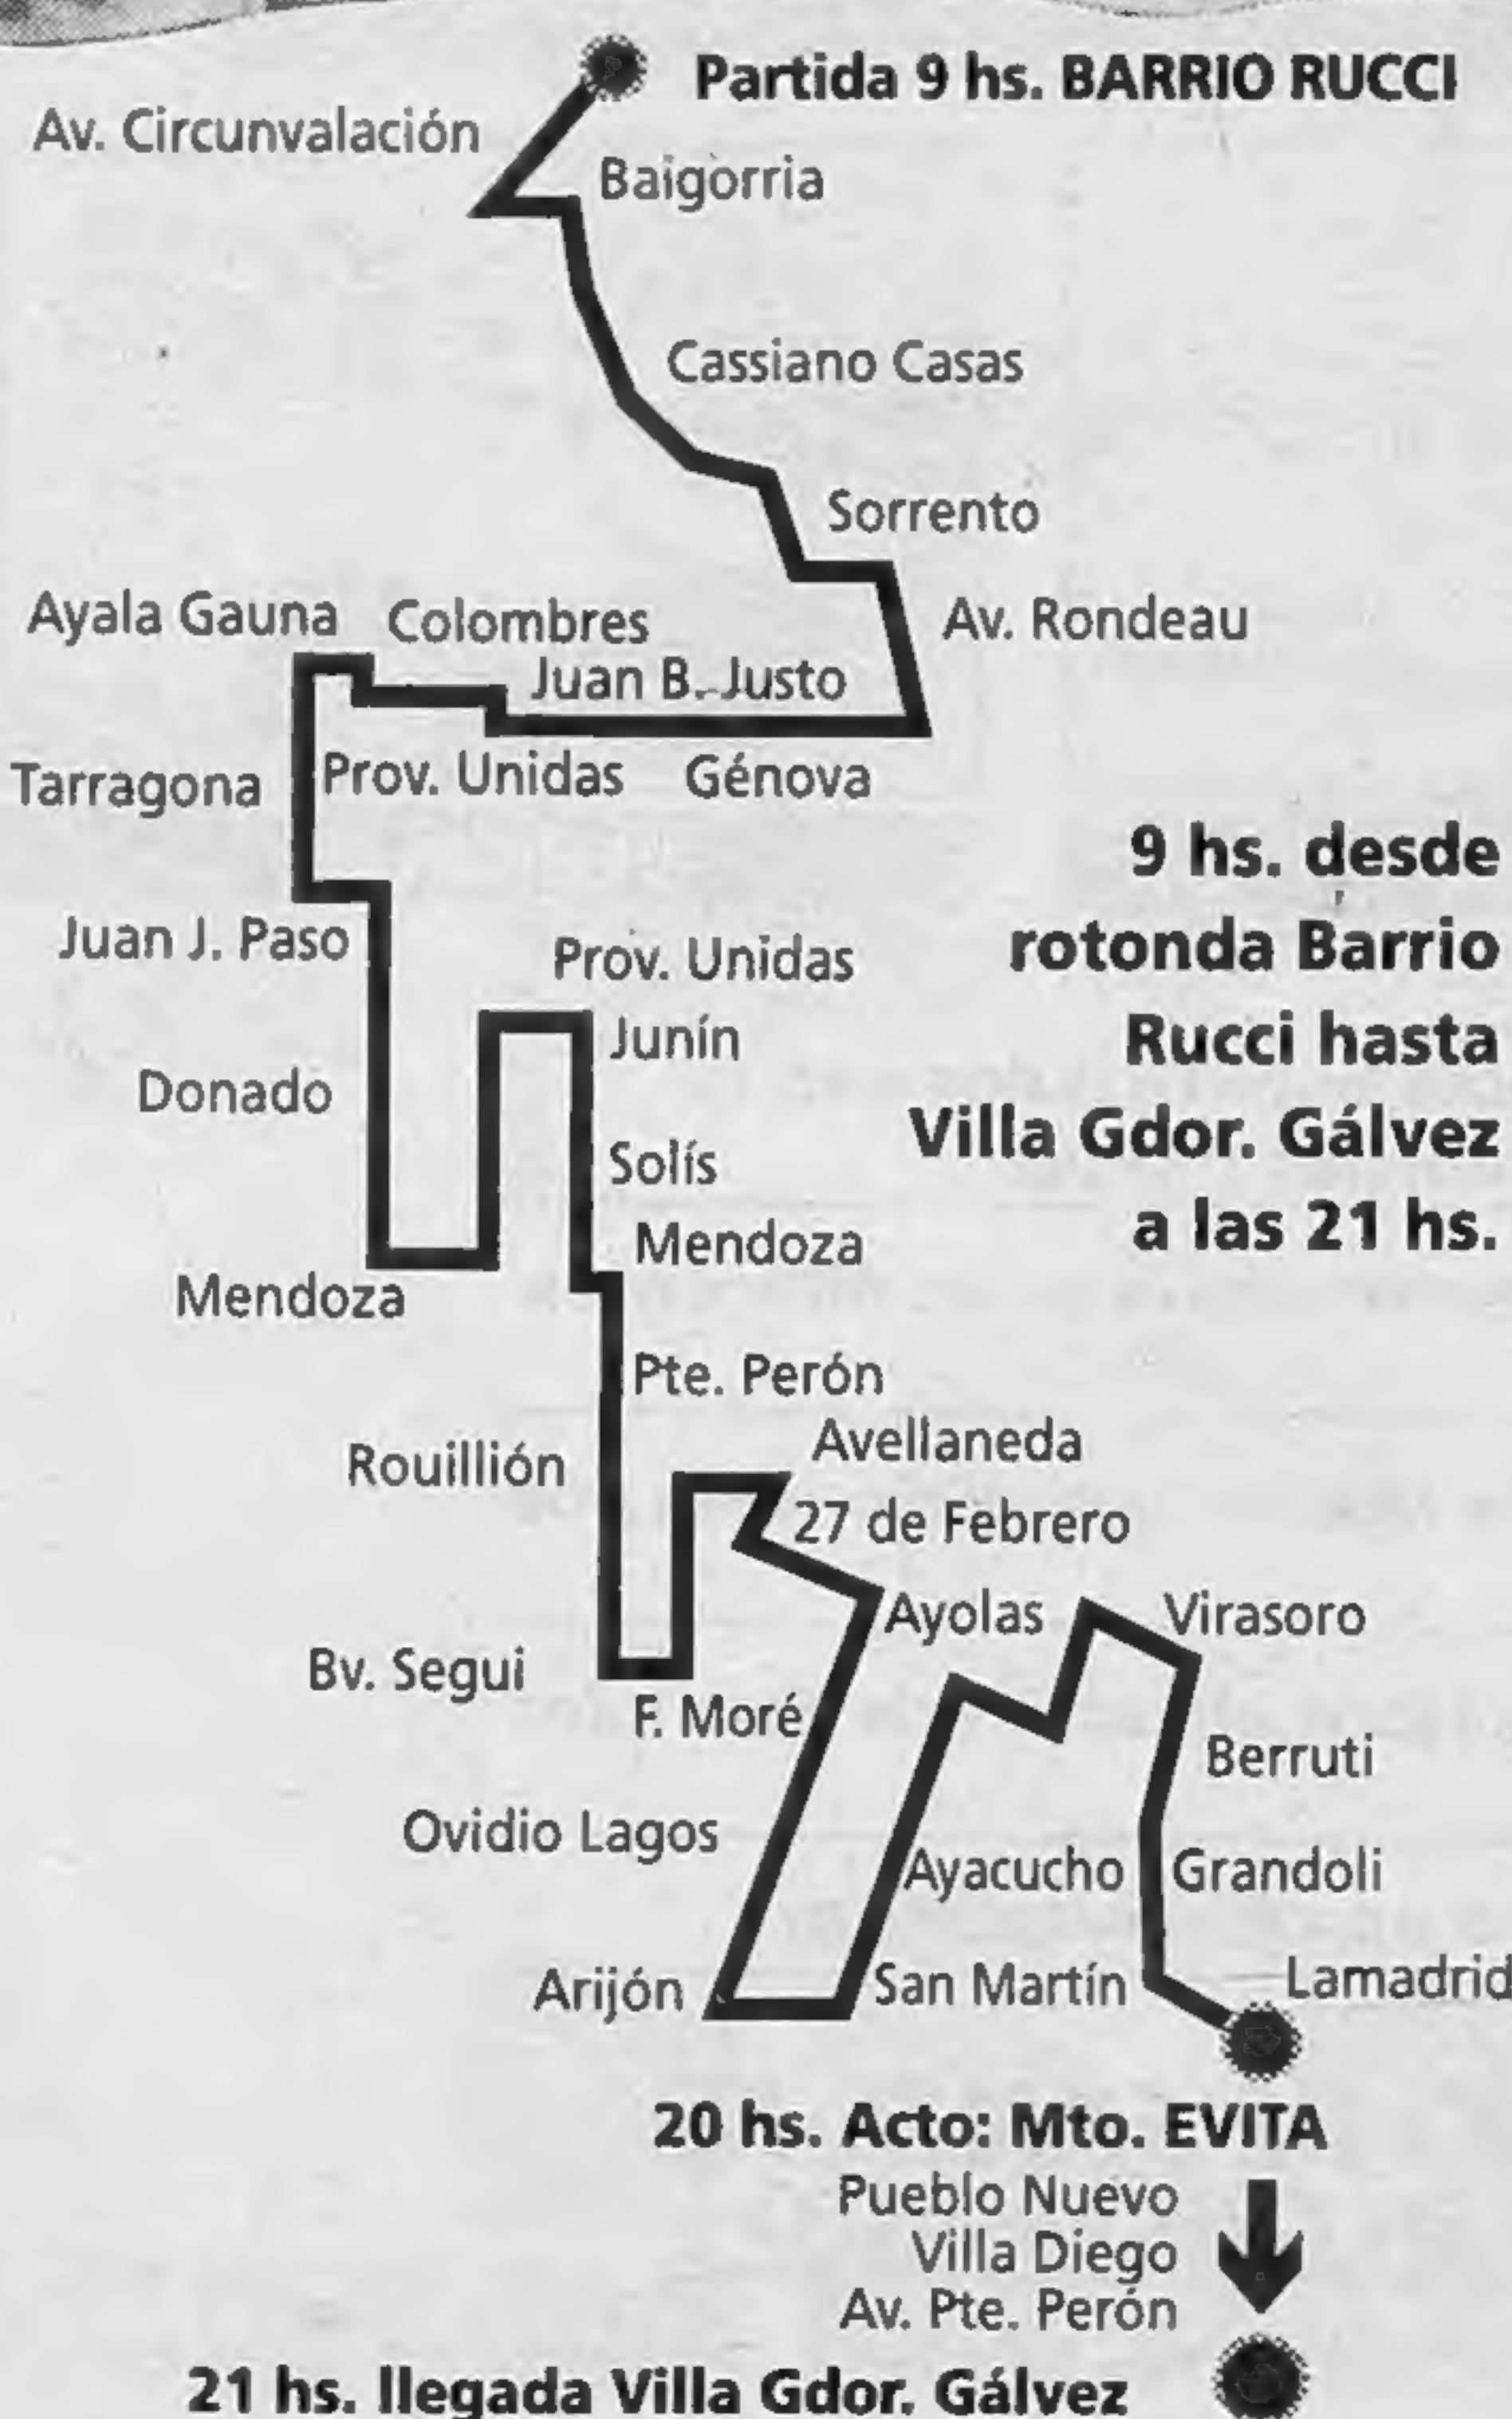 Partida 9 hs. BARRIO RUCCI
Av. Circunvalación
Baigorria
Cassiano Casas
Sorrento
Av. Rondeau
Ayala Gauna
Colombres
Juan B. Justo
Tarragona
Prov. Unidas
Génova
9 hs. desde
rotonda Barrio
Rucci hasta
Villa Gdor. Gálvez
a las 21 hs.
Juan J. Paso
Prov. Unidas
Junín
Donado
Solís
Mendoza
Mendoza
Pte. Perón
Rouillión
Avellaneda
27 de Febrero
Ayolas
Virasoro
Bv. Segui
F. Moré
Berruti
Ovidio Lagos
Ayacucho
Grandoli
Arijón
San Martín
Lamadrid
20 hs. Acto: Mto. EVITA
Pueblo Nuevo
Villa Diego
Av. Pte. Perón
21 hs. llegada Villa Gdor. Gálvez